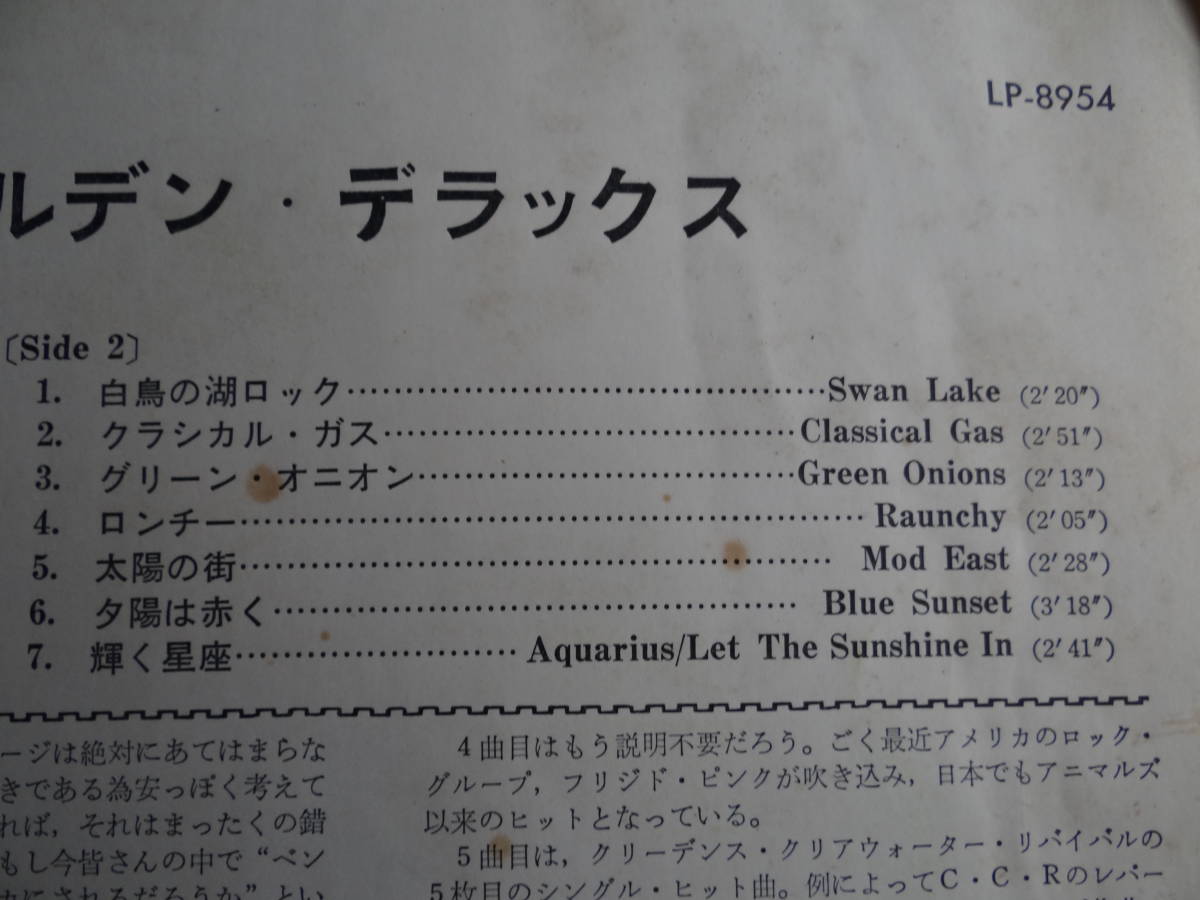 LP-8954
ルデン・デラックス
〔Side 2〕
1. 白鳥の湖ロック……………………………………Swan Lake (2′20″)
2. クラシカル・ガス………………………………Classical Gas (2′51″)
3. グリーン・オニオン……………………………Green Onions (2′13″)
4. ロンチー………………………………………………Raunchy (2′05″)
5. 太陽の街……………………………………………Mod East (2′28″)
6. 夕陽は赤く………………………………………Blue Sunset (3′18″)
7. 輝く星座……………………Aquarius/Let The Sunshine In (2′41″)
ージは絶対にあてはまらな
きである為安っぽく考えて
れば，それはまったくの錯
もし今皆さんの中で“ベン
カにされるだろうか”とい
4曲目はもう説明不要だろう。ごく最近アメリカのロック・
グループ，フリジド・ピンクが吹き込み，日本でもアニマルズ
以来のヒットとなっている。
5曲目は，クリーデンス・クリアウォーター・リバイバルの
5枚目のシングル・ヒット曲。例によってC・C・Rのレパー